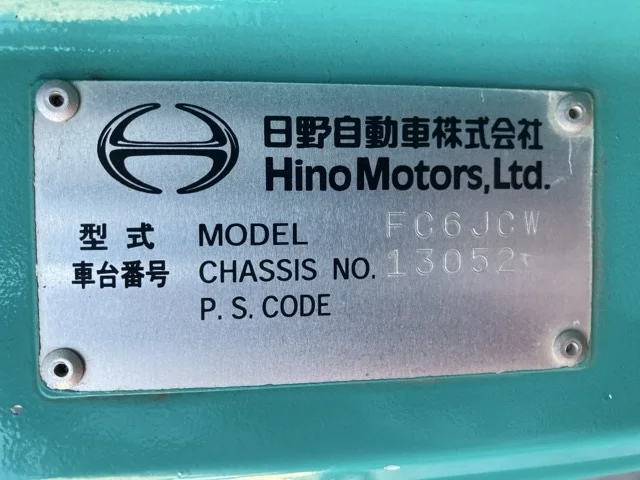 日野自動車株式会社
Hino Motors, Ltd.
型式 MODEL FC6JCW
車台番号 CHASSIS NO. 13052
P.S.CODE